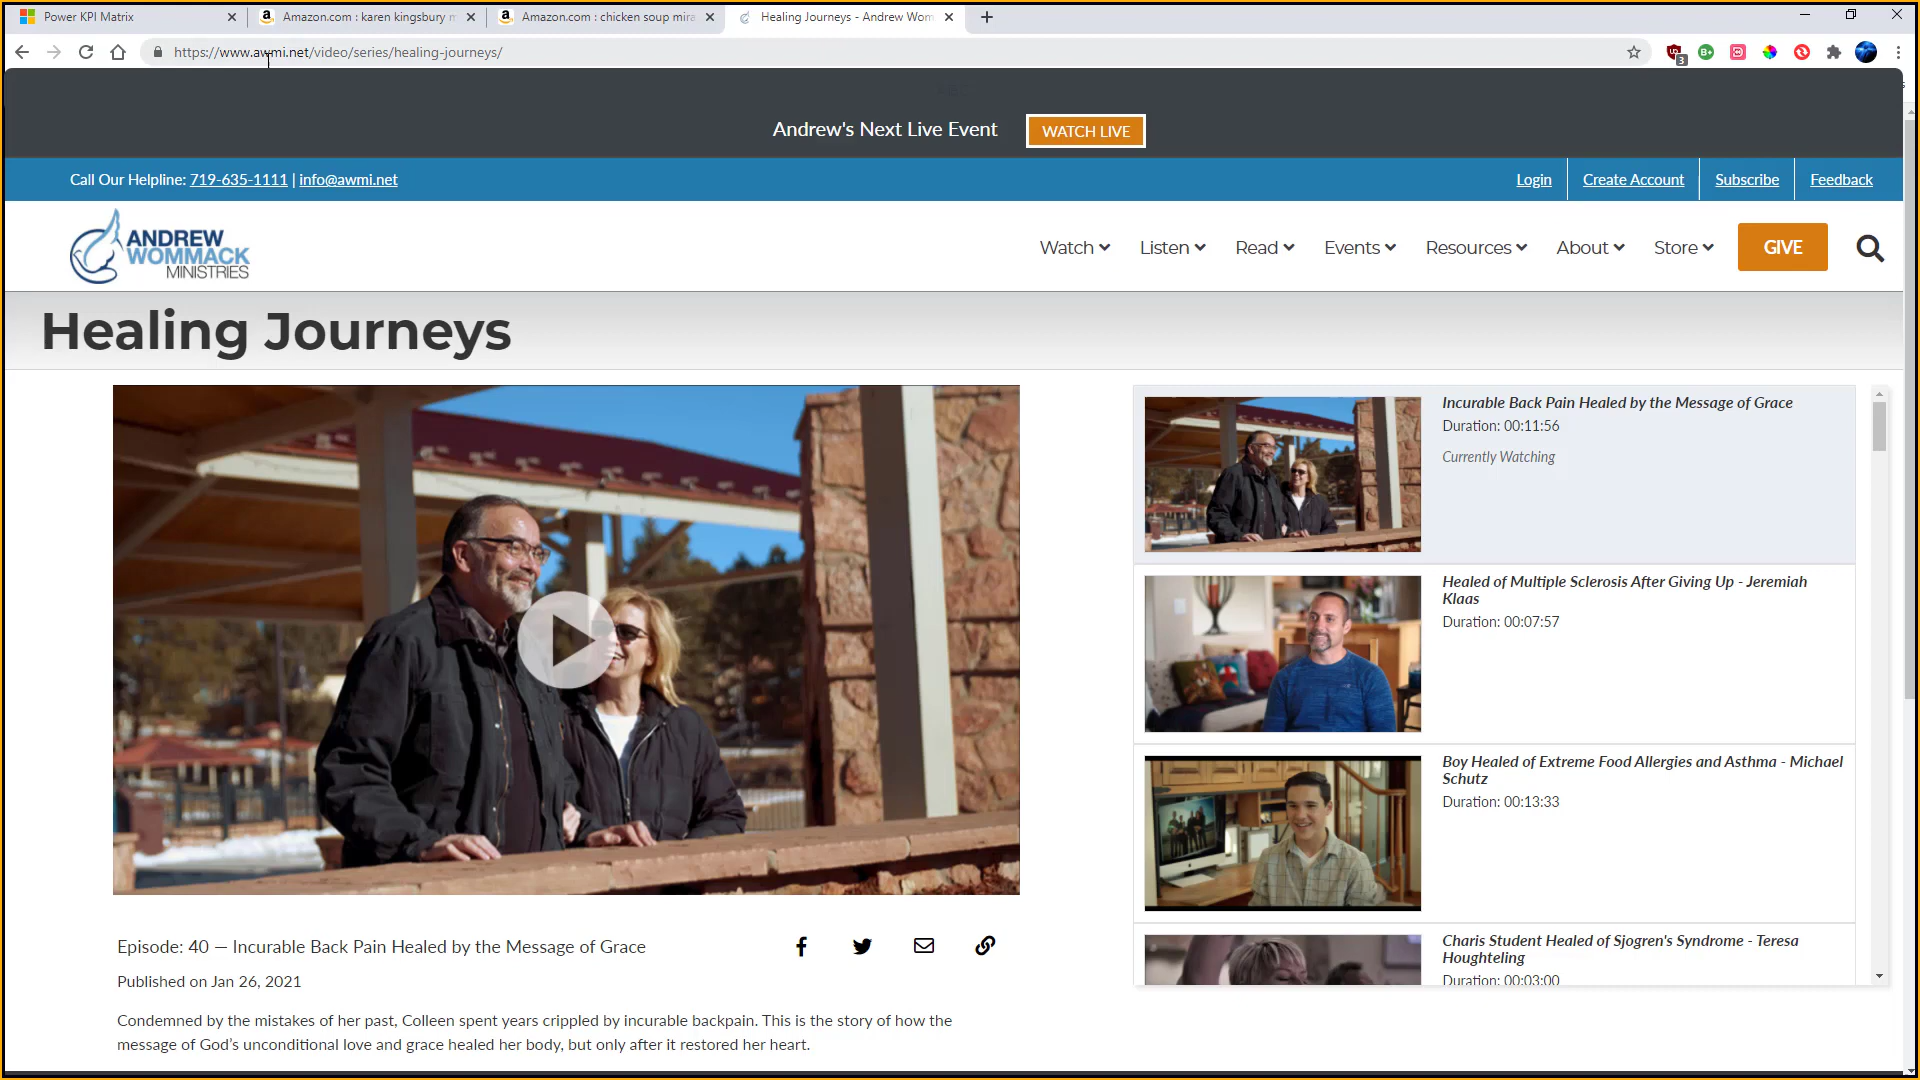 Power KPI Matrix
Amazon.com : karen kingsbury m
Amazon.com : chicken soup mira
Healing Journeys - Andrew Wom
https://www.awmi.net/video/series/healing-journeys/
3
B+
Andrew's Next Live Event
WATCH LIVE
Call Our Helpline: 719-635-1111 | info@awmi.net
Login
Create Account
Subscribe
Feedback
ANDREW
WOMMACK
MINISTRIES
Watch
Listen
Read
Events
Resources
About
Store
GIVE
Healing Journeys
Incurable Back Pain Healed by the Message of Grace
Duration: 00:11:56
Currently Watching
Healed of Multiple Sclerosis After Giving Up - Jeremiah
Klaas
Duration: 00:07:57
Boy Healed of Extreme Food Allergies and Asthma - Michael
Schutz
Duration: 00:13:33
Charis Student Healed of Sjogren's Syndrome - Teresa
Houghteling
Duration: 00:03:00
Episode: 40 — Incurable Back Pain Healed by the Message of Grace
Published on Jan 26, 2021
Condemned by the mistakes of her past, Colleen spent years crippled by incurable backpain. This is the story of how the
message of God’s unconditional love and grace healed her body, but only after it restored her heart.